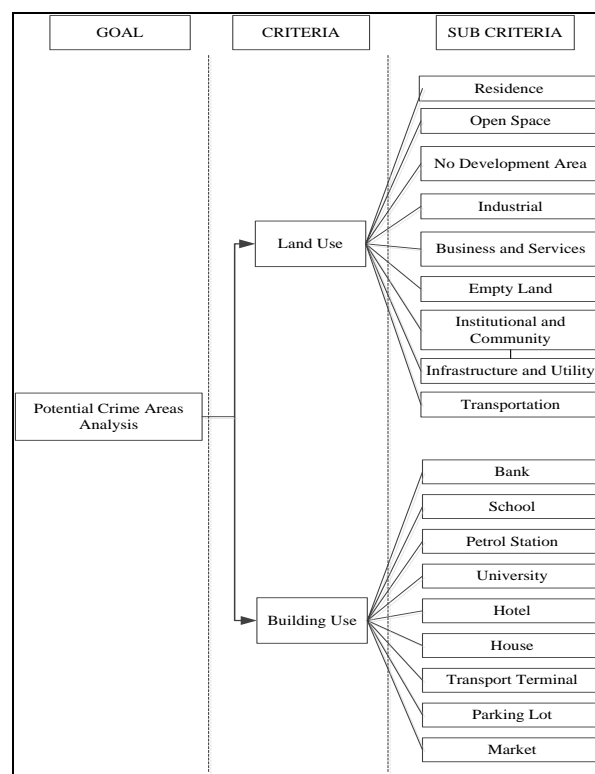 GOAL
CRITERIA
SUB CRITERIA
Residence
Open Space
No Development Area
Industrial
Land Use
Business and Services
Empty Land
Institutional and
Community
Infrastructure and Utility
Transportation
Potential Crime Areas
Analysis
Bank
School
Petrol Station
University
Hotel
Building Use
House
Transport Terminal
Parking Lot
Market